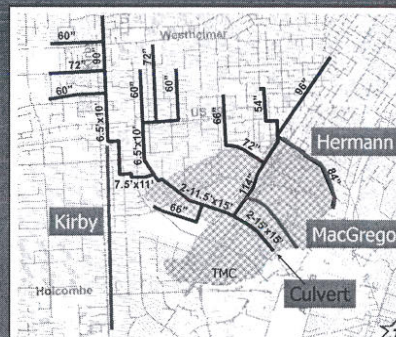 60"
Westheimer
72"
90"
72"
60"
60"
60"
6.5'x10'
6.5'x10'
US
66"
54"
96"
72"
Hermann
7.5'x11'
2-11.5'x15'
114"
84"
66"
Kirby
2-15'x15'
MacGrego
TMC
Culvert
Holcombe